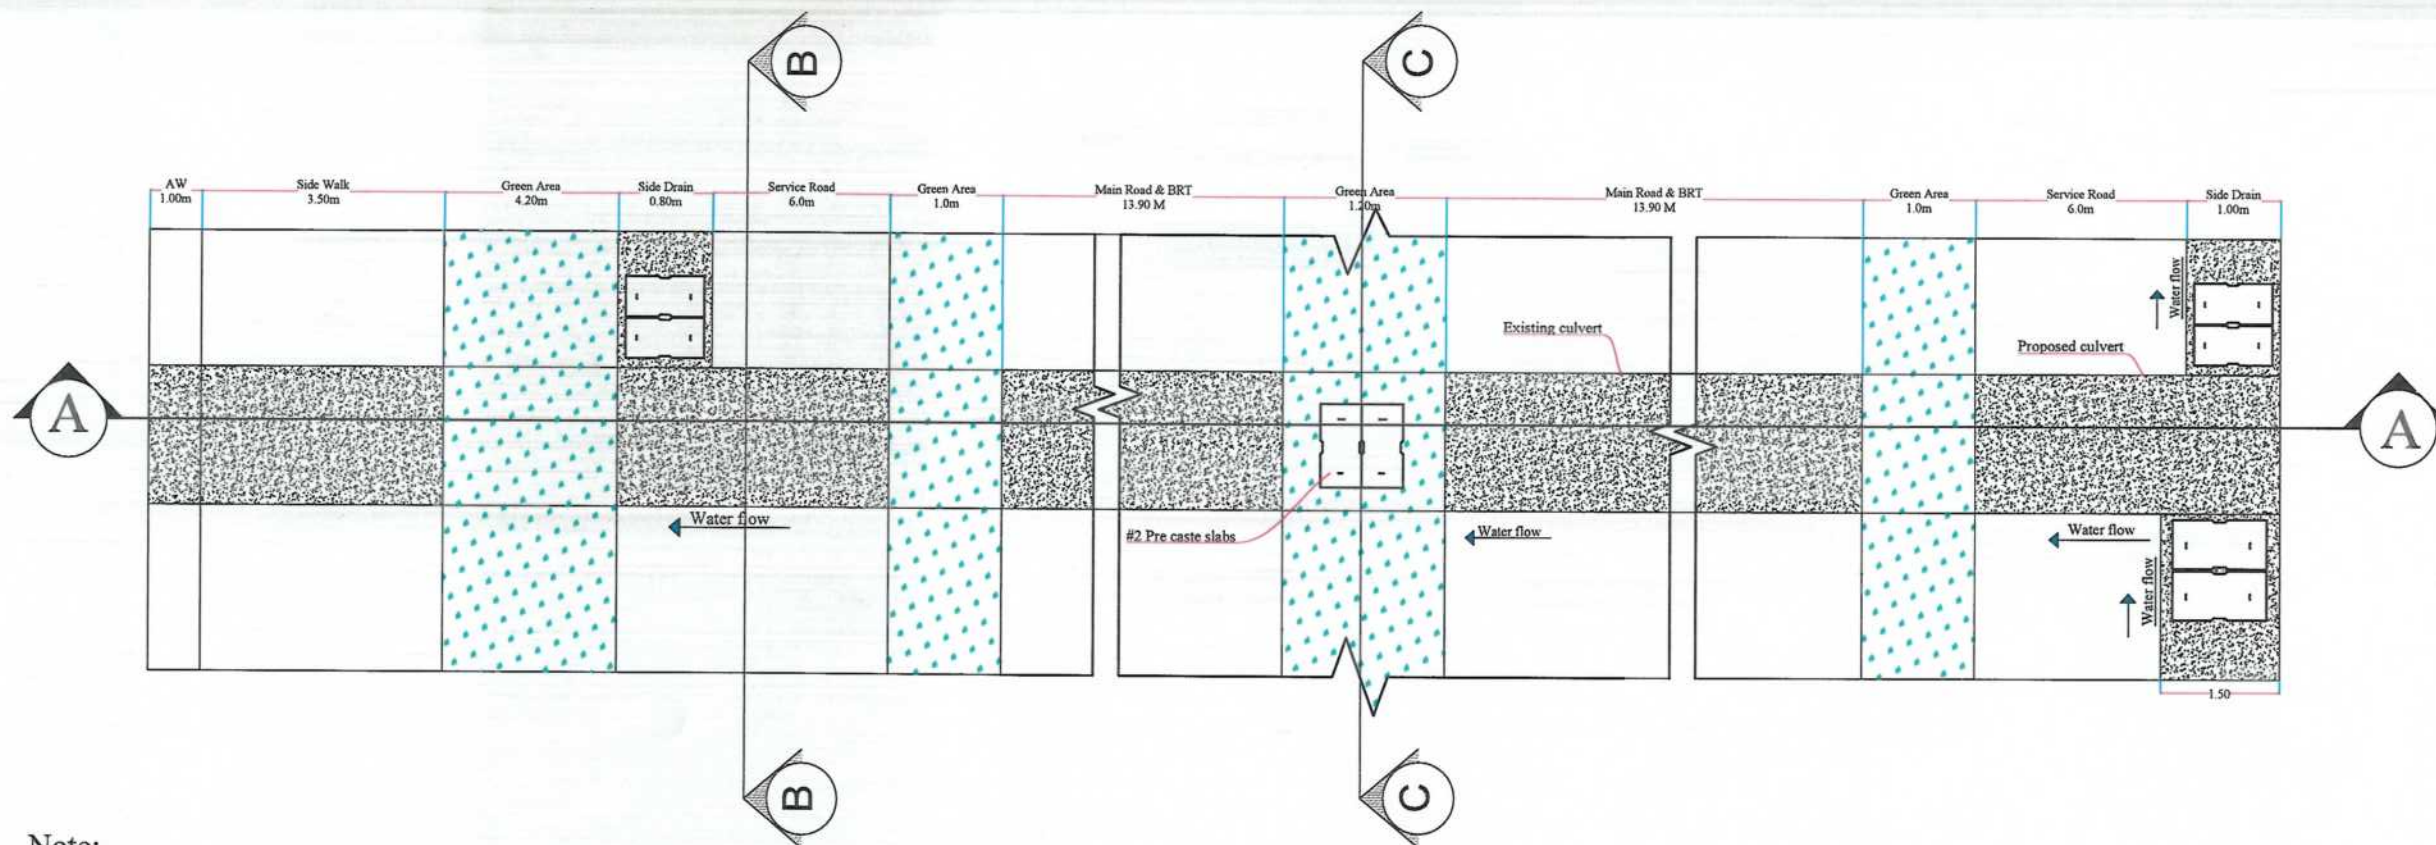 B
C
AW
1.00m
Side Walk
3.50m
Green Area
4.20m
Side Drain
0.80m
Service Road
6.0m
Green Area
1.0m
Main Road & BRT
13.90 M
Green Area
1.20m
Main Road & BRT
13.90 M
Green Area
1.0m
Service Road
6.0m
Side Drain
1.00m
Water flow
Existing culvert
Proposed culvert
A
A
Water flow
#2 Pre caste slabs
Water flow
Water flow
Water flow
1.50
B
C
Note: